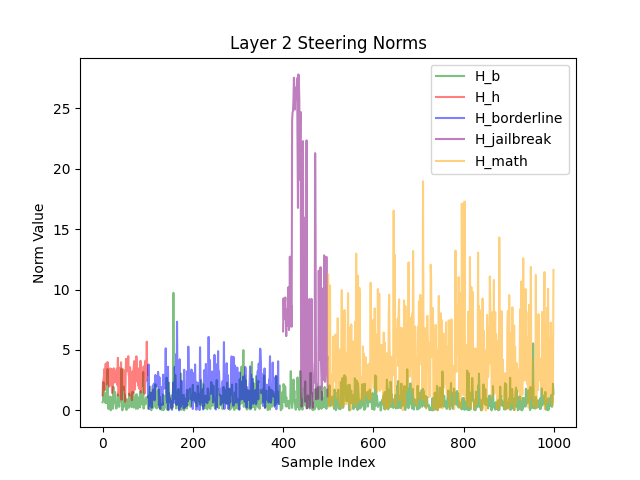 Layer 2 Steering Norms
H_b
H_h
H_borderline
H_jailbreak
H_math
Norm Value
25
20
15
10
5
0
0
200
400
600
800
1000
Sample Index